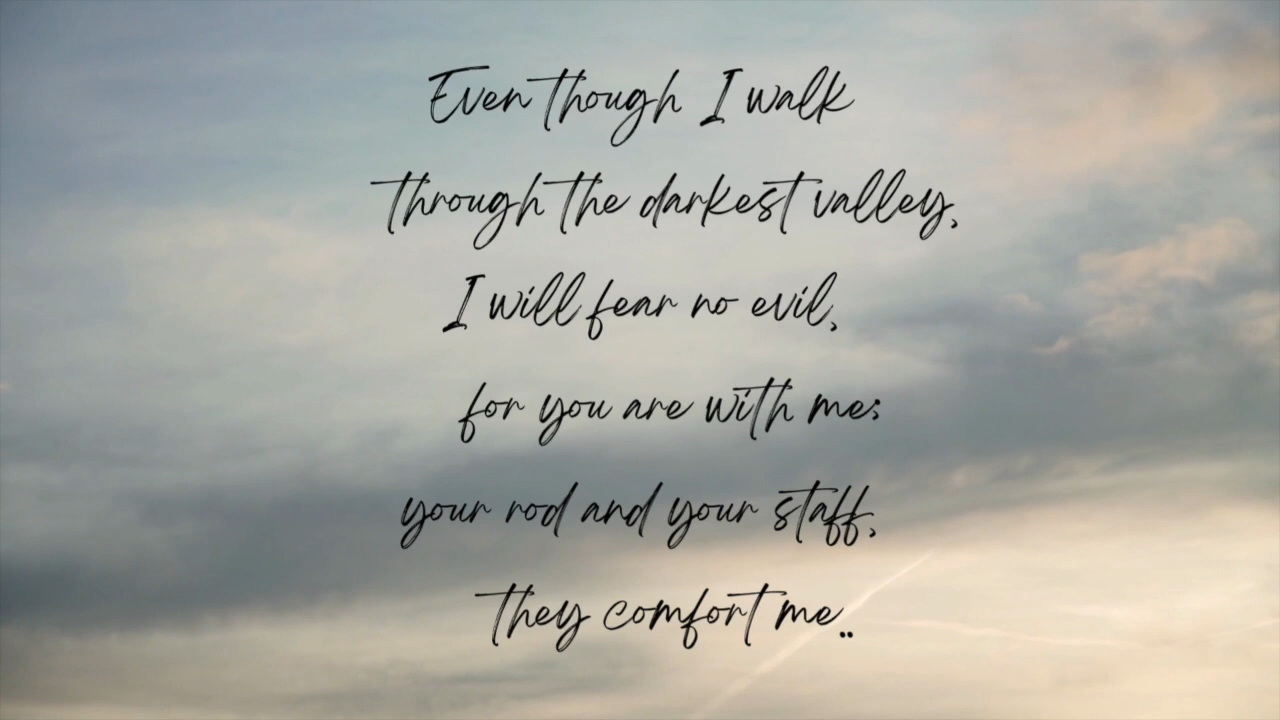 Even though I walk
through the darkest valley,
I will fear no evil,
for you are with me;
your rod and your staff,
they comfort me..